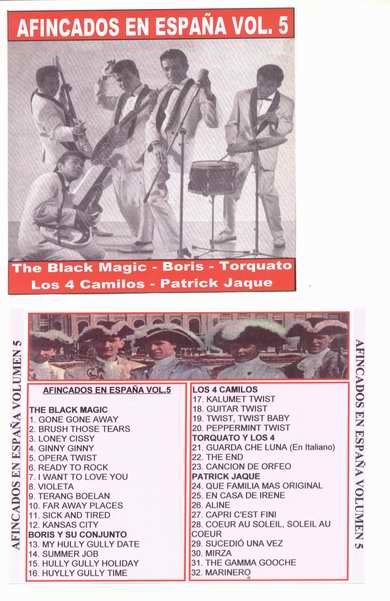 AFINCADOS EN ESPAÑA VOL. 5
The Black Magic - Boris - Torquato
Los 4 Camilos - Patrick Jaque
AFINCADOS EN ESPAÑA VOLUMEN 5
AFINCADOS EN ESPAÑA VOL.5
THE BLACK MAGIC
1. GONE GONE AWAY
2. BRUSH THOSE TEARS
3. LONEY CISSY
4. GINNY GINNY
5. OPERA TWIST
6. READY TO ROCK
7. I WANT TO LOVE YOU
8. VIOLETA
9. TERANG BOELAN
10. FAR AWAY PLACES
11. SICK AND TIRED
12. KANSAS CITY
BORIS Y SU CONJUNTO
13. MY HULLY GULLY DATE
14. SUMMER JOB
15. HULLY GULLY HOLIDAY
16. HUYLLY GULLY TIME
LOS 4 CAMILOS
17. KALUMET TWIST
18. GUITAR TWIST
19. TWIST, TWIST BABY
20. PEPPERMINT TWIST
TORQUATO Y LOS 4
21. GUARDA CHE LUNA (En Italiano)
22. THE END
23. CANCION DE ORFEO
PATRICK JAQUE
24. QUE FAMILIA MAS ORIGINAL
25. EN CASA DE IRENE
26. ALINE
27. CAPRI C'EST FINI
28. COEUR AU SOLEIL, SOLEIL AU
COEUR
29. SUCEDIÓ UNA VEZ
30. MIRZA
31. THE GAMMA GOOCHE
32. MARINERO
AFINCADOS EN ESPAÑA VOLUMEN 5